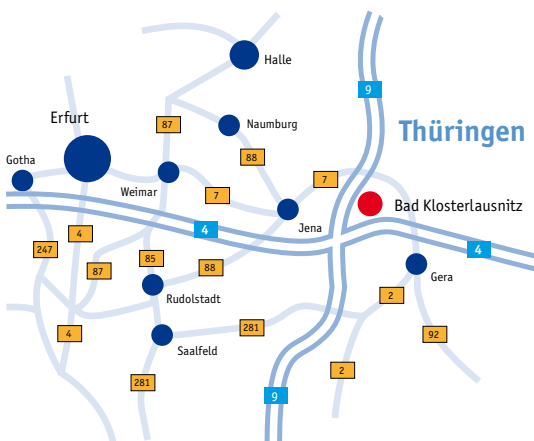 Halle
9
Erfurt
87
Naumburg
Thüringen
Gotha
88
Weimar
7
7
Bad Klosterlausnitz
4
4
Jena
247
4
87
85
88
Gera
Rudolstadt
2
4
281
92
Saalfeld
281
2
9